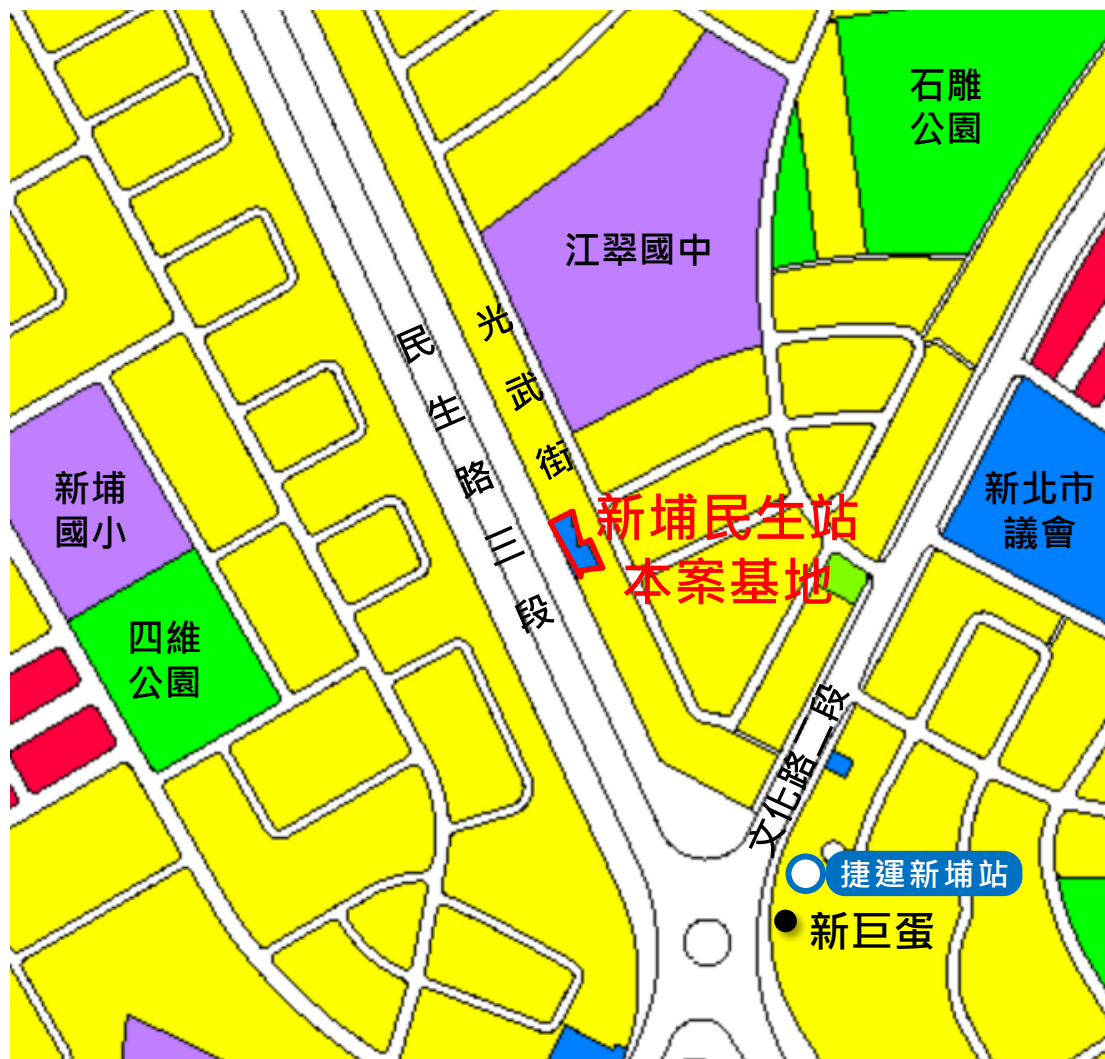 石雕
公園
江翠國中
光武街
民生路三段
新埔
國小
新埔民生站
本案基地
新北市
議會
四維
公園
文化路二段
捷運新埔站
新巨蛋